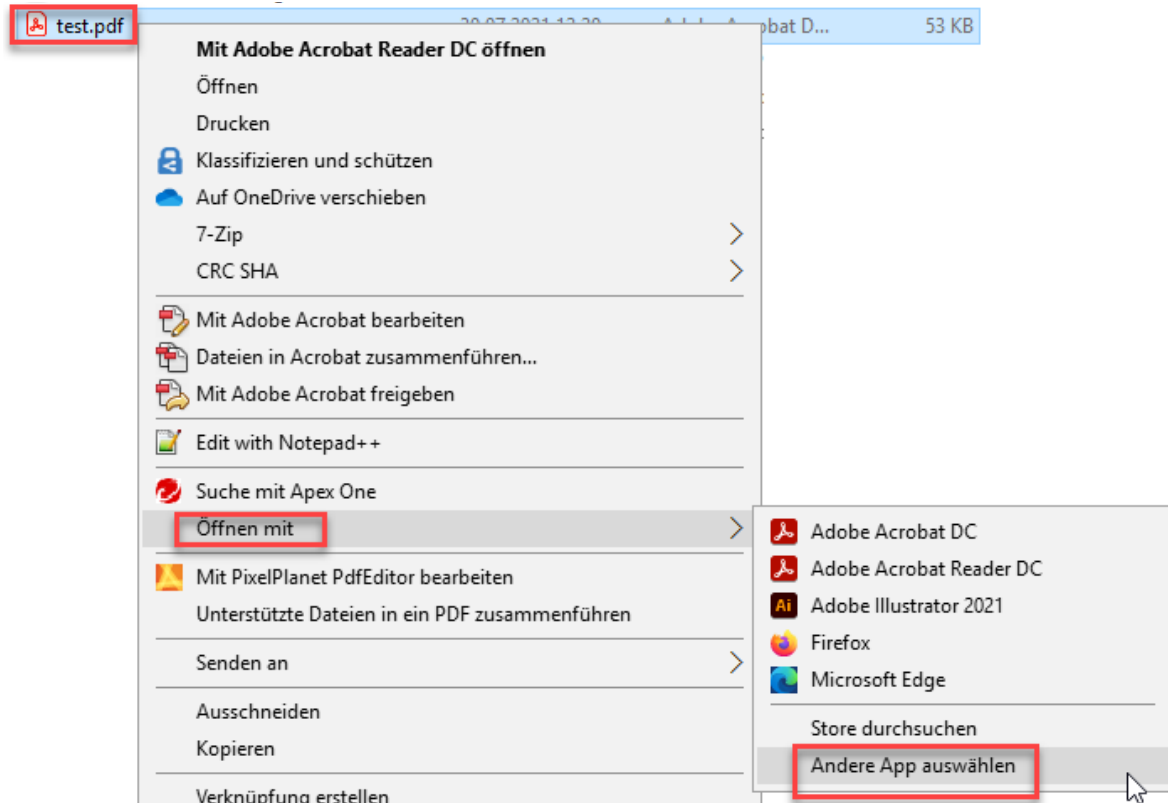 test.pdf
obat D... 53 KB
Mit Adobe Acrobat Reader DC öffnen
Öffnen
Drucken
Klassifizieren und schützen
Auf OneDrive verschieben
7-Zip
CRC SHA
Mit Adobe Acrobat bearbeiten
Dateien in Acrobat zusammenführen...
Mit Adobe Acrobat freigeben
Edit with Notepad++
Suche mit Apex One
Öffnen mit
Mit PixelPlanet PdfEditor bearbeiten
Unterstützte Dateien in ein PDF zusammenführen
Senden an
Ausschneiden
Kopieren
Verknüpfung erstellen
Adobe Acrobat DC
Adobe Acrobat Reader DC
Ai Adobe Illustrator 2021
Firefox
Microsoft Edge
Store durchsuchen
Andere App auswählen